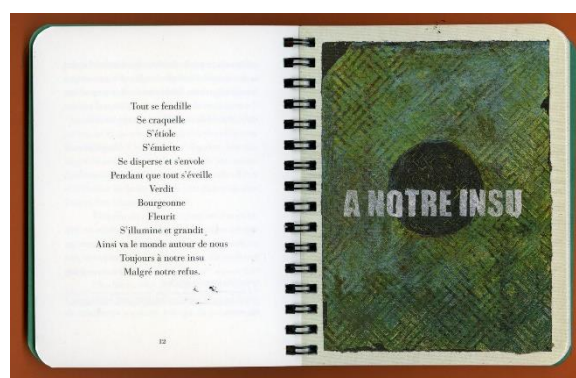 Tout se fendille
Se craquelle
S'étiole
S'émiette
Se disperse et s'envole
Pendant que tout s'éveille
Verdit
Bourgeonne
Fleurit
S'illumine et grandit
Ainsi va le monde autour de nous
Toujours à notre insu
Malgré notre refus.
12
A NOTRE INSU